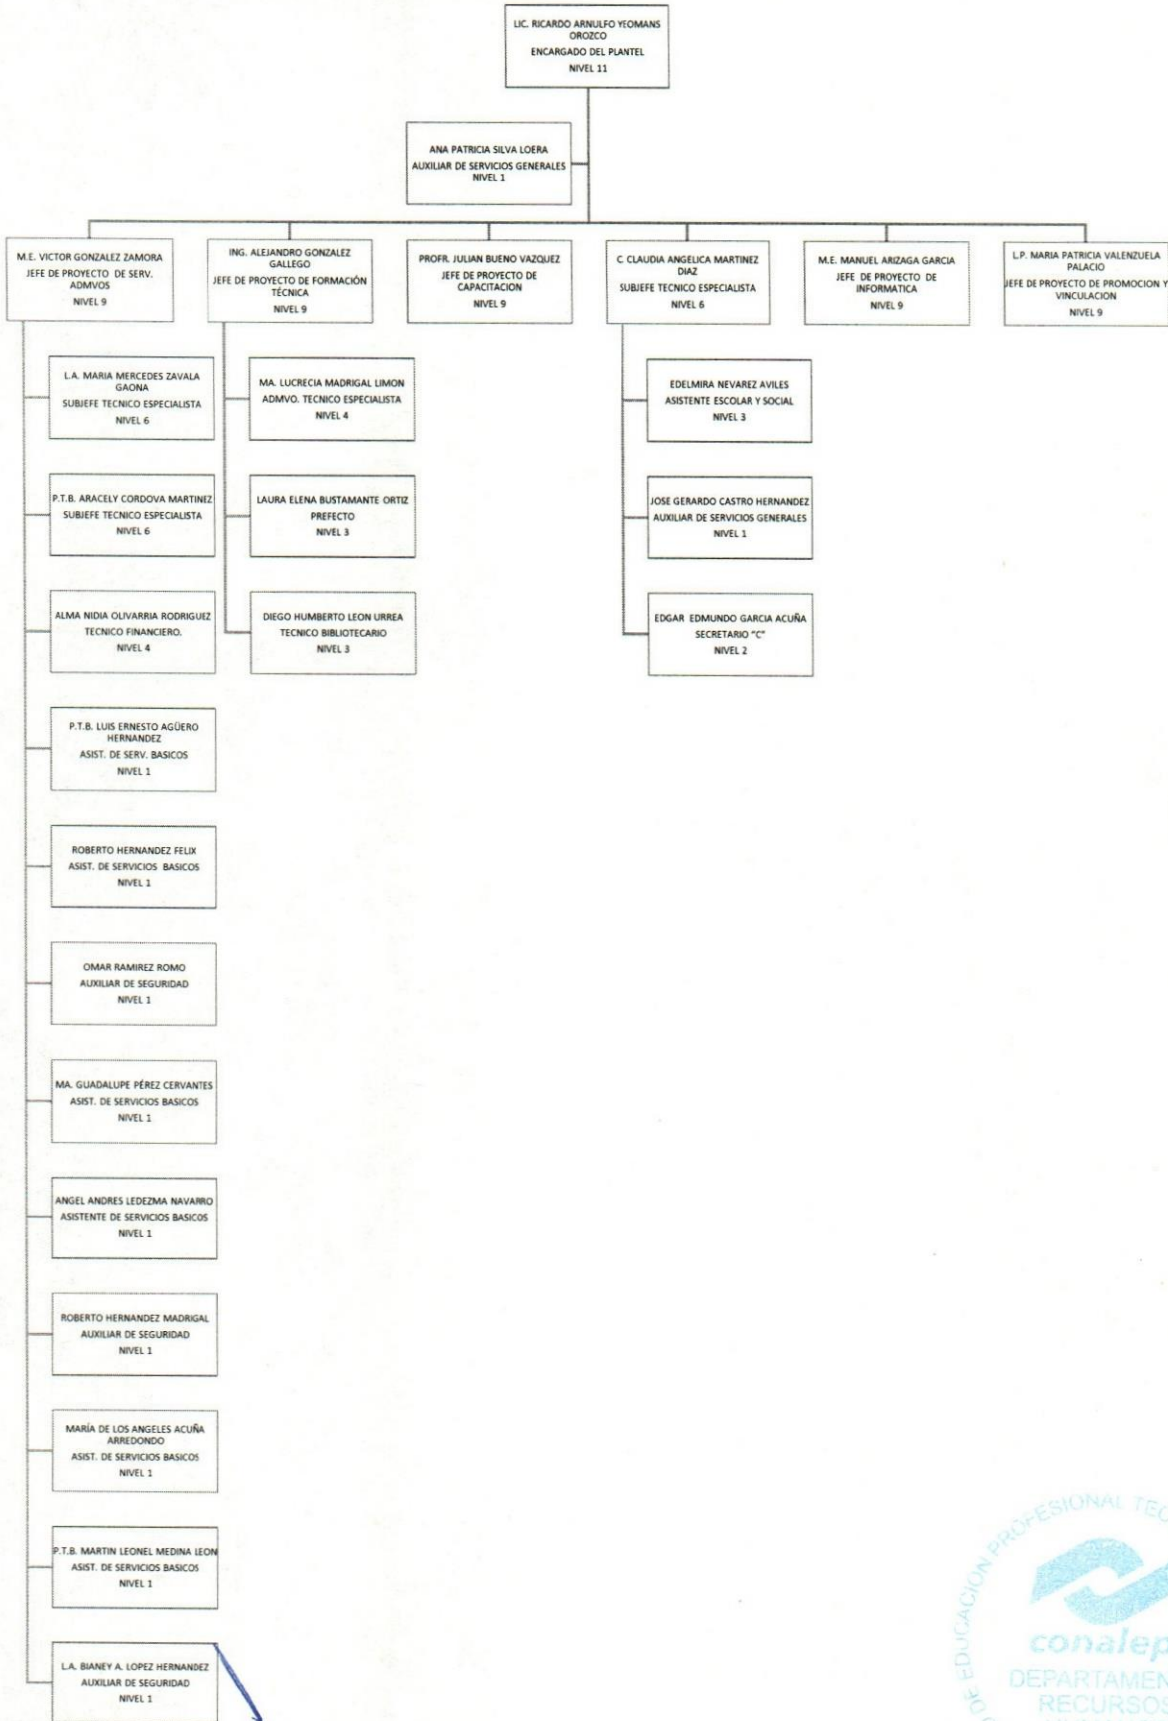 LIC. RICARDO ARNULFO YEOMANS
OROZCO
ENCARGADO DEL PLANTEL
NIVEL 11
ANA PATRICIA SILVA LOERA
AUXILIAR DE SERVICIOS GENERALES
NIVEL 1
M.E. VICTOR GONZALEZ ZAMORA
JEFE DE PROYECTO DE SERV.
ADMVOS
NIVEL 9
ING. ALEJANDRO GONZALEZ
GALLEGO
JEFE DE PROYECTO DE FORMACIÓN
TÉCNICA
NIVEL 9
PROFR. JULIAN BUENO VAZQUEZ
JEFE DE PROYECTO DE
CAPACITACION
NIVEL 9
C. CLAUDIA ANGELICA MARTINEZ
DIAZ
SUBJEFE TECNICO ESPECIALISTA
NIVEL 6
M.E. MANUEL ARIZAGA GARCIA
JEFE DE PROYECTO DE
INFORMATICA
NIVEL 9
L.P. MARIA PATRICIA VALENZUELA
PALACIO
JEFE DE PROYECTO DE PROMOCION Y
VINCULACION
NIVEL 9
L.A. MARIA MERCEDES ZAVALA
GAONA
SUBJEFE TECNICO ESPECIALISTA
NIVEL 6
P.T.B. ARACELY CORDOVA MARTINEZ
SUBJEFE TECNICO ESPECIALISTA
NIVEL 6
ALMA NIDIA OLIVARRIA RODRIGUEZ
TECNICO FINANCIERO.
NIVEL 4
P.T.B. LUIS ERNESTO AGÜERO
HERNANDEZ
ASIST. DE SERV. BASICOS
NIVEL 1
ROBERTO HERNANDEZ FELIX
ASIST. DE SERVICIOS BASICOS
NIVEL 1
OMAR RAMIREZ ROMO
AUXILIAR DE SEGURIDAD
NIVEL 1
MA. GUADALUPE PÉREZ CERVANTES
ASIST. DE SERVICIOS BASICOS
NIVEL 1
ANGEL ANDRES LEDEZMA NAVARRO
ASISTENTE DE SERVICIOS BASICOS
NIVEL 1
ROBERTO HERNANDEZ MADRIGAL
AUXILIAR DE SEGURIDAD
NIVEL 1
MARÍA DE LOS ANGELES ACUÑA
ARREDONDO
ASIST. DE SERVICIOS BASICOS
NIVEL 1
P.T.B. MARTIN LEONEL MEDINA LEON
ASIST. DE SERVICIOS BASICOS
NIVEL 1
L.A. BIANEY A. LOPEZ HERNANDEZ
AUXILIAR DE SEGURIDAD
NIVEL 1
MA. LUCRECIA MADRIGAL LIMON
ADMVO. TECNICO ESPECIALISTA
NIVEL 4
LAURA ELENA BUSTAMANTE ORTIZ
PREFECTO
NIVEL 3
DIEGO HUMBERTO LEON URREA
TECNICO BIBLIOTECARIO
NIVEL 3
EDELMIRA NEVAREZ AVILES
ASISTENTE ESCOLAR Y SOCIAL
NIVEL 3
JOSE GERARDO CASTRO HERNANDEZ
AUXILIAR DE SERVICIOS GENERALES
NIVEL 1
EDGAR EDMUNDO GARCIA ACUÑA
SECRETARIO "C"
NIVEL 2
DE EDUCACION PROFESIONAL TEC
conalep
DEPARTAMEN
RECURSOS